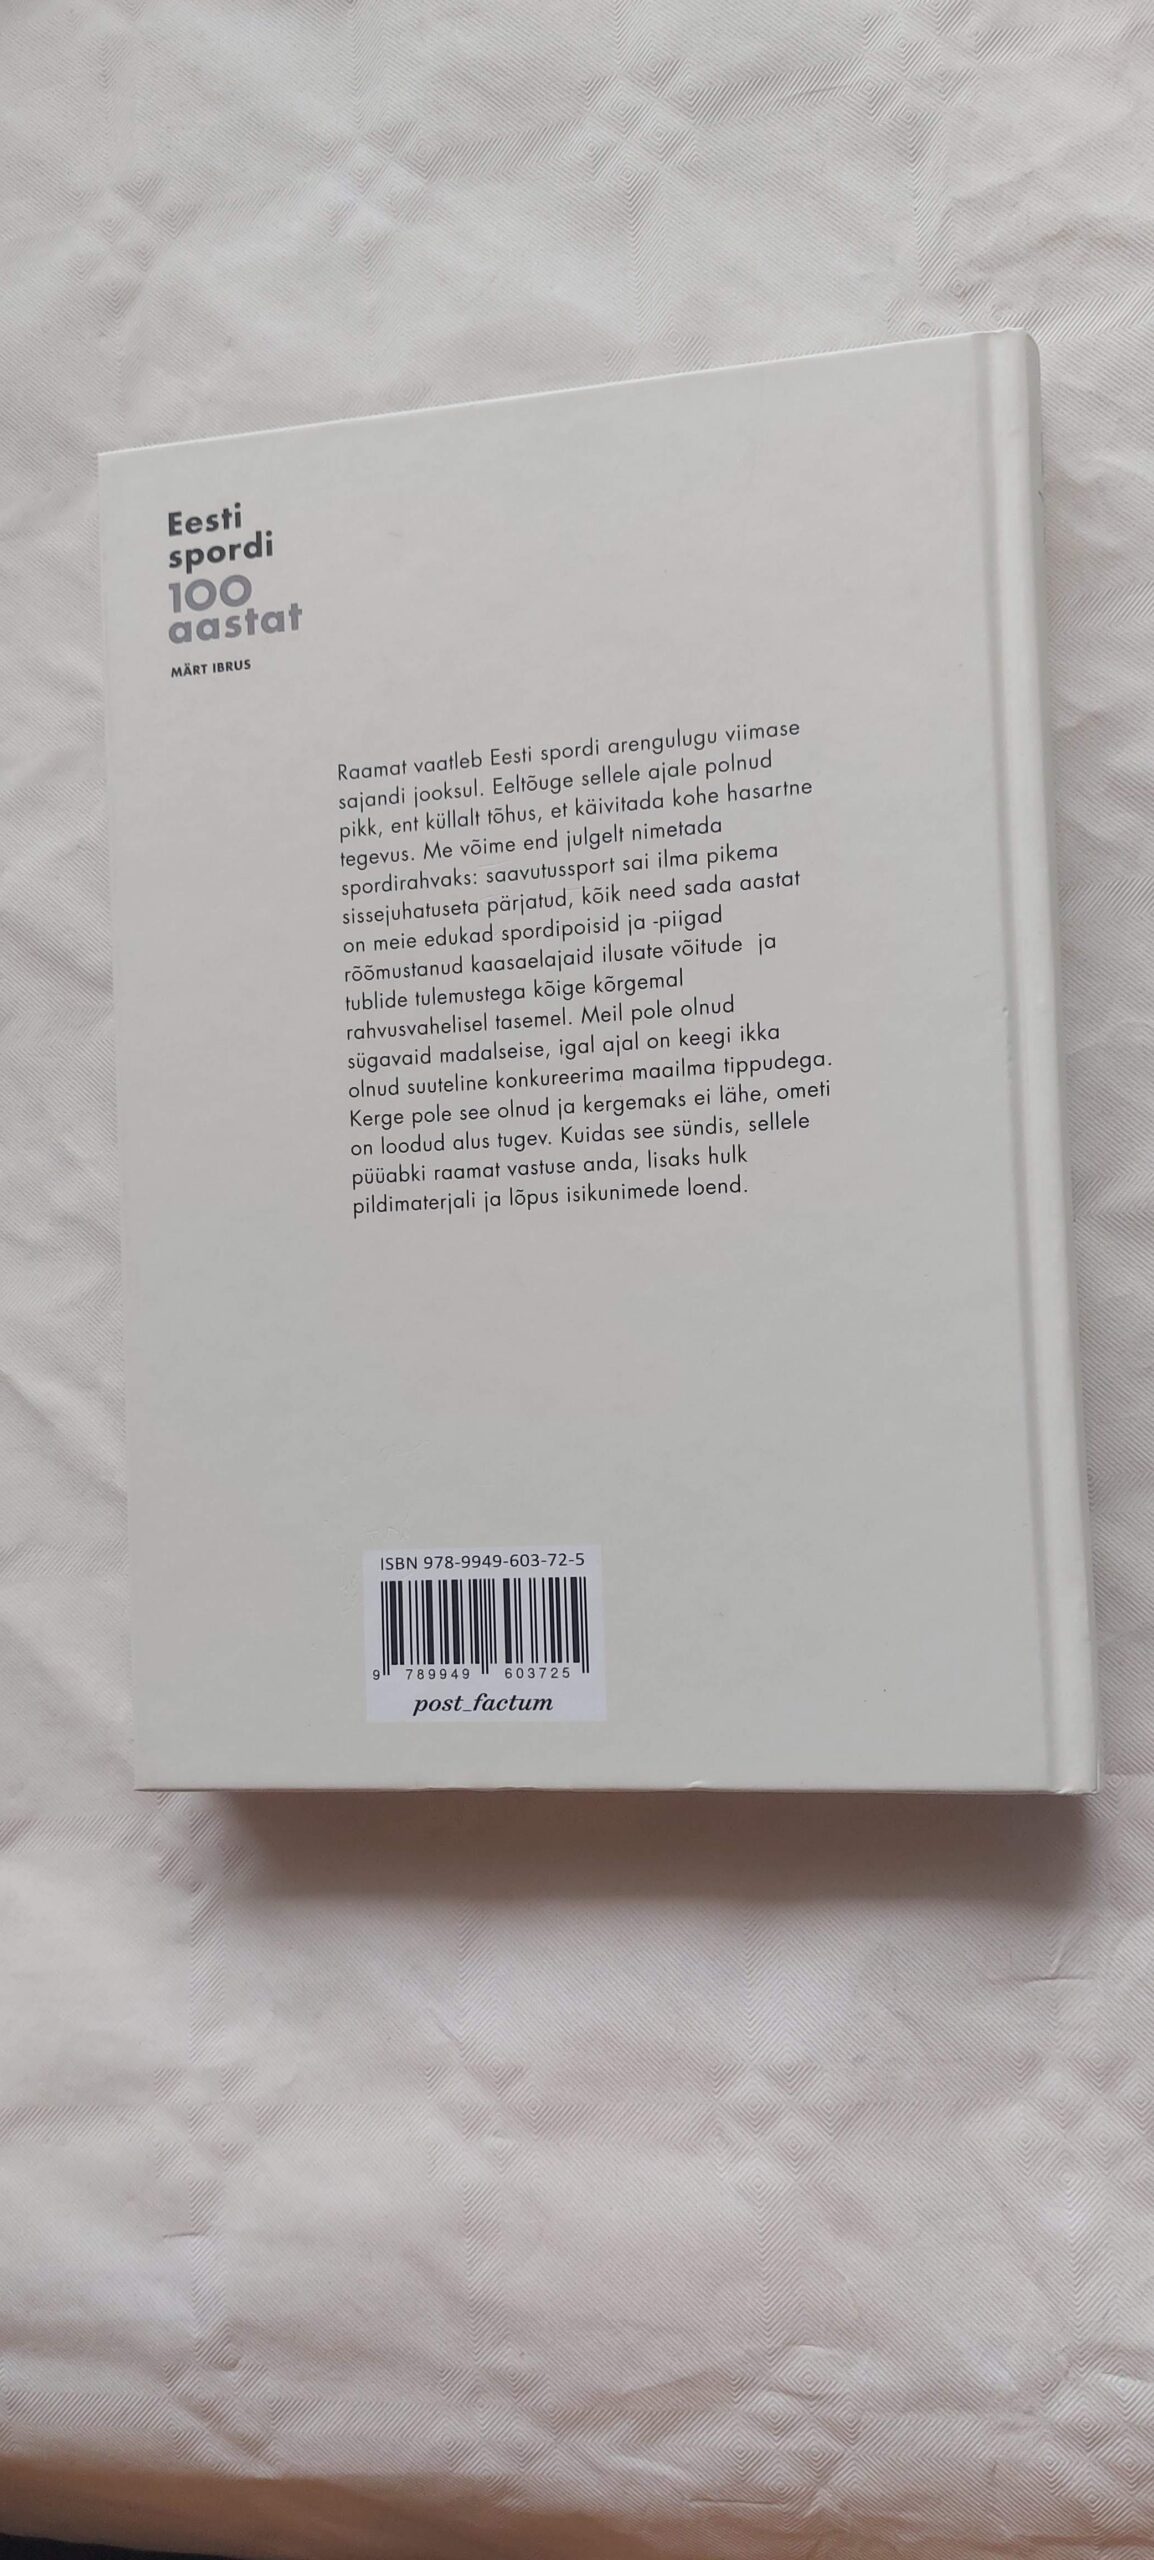 Eesti
spordi
100
aastat
MÄRT IBRUS
Raamat vaatleb Eesti spordi arengulugu viimase
sajandi jooksul. Eeltõuge sellele ajale polnud
pikk, ent küllalt tõhus, et käivitada kohe hasartne
tegevus. Me võime end julgelt nimetada
spordirahvaks: saavutussport sai ilma pikema
sissejuhatuseta pärjatud, kõik need sada aastat
on meie edukad spordipoisid ja -piigad
rõõmustanud kaasaelajaid ilusate võitude  ja
tublide tulemustega kõige kõrgemal
rahvusvahelisel tasemel. Meil pole olnud
sügavaid madalseise, igal ajal on keegi ikka
olnud suuteline konkureerima maailma tippudega.
Kerge pole see olnud ja kergemaks ei lähe, ometi
on loodud alus tugev. Kuidas see sündis, sellele
püüabki raamat vastuse anda, lisaks hulk
pildimaterjali ja lõpus isikunimede loend.
ISBN 978-9949-603-72-5
9 789949 603725
post_factum